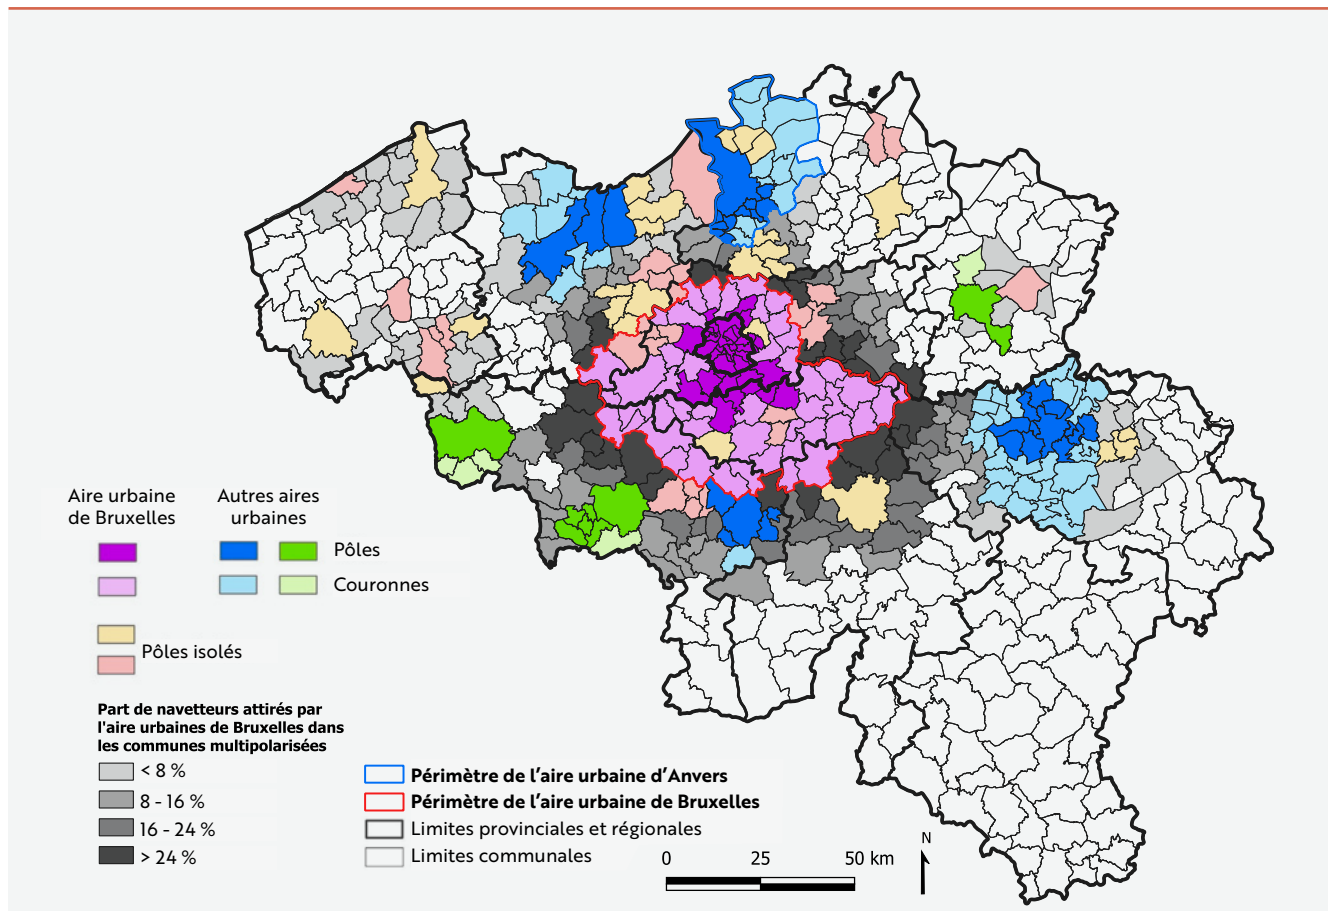 Aire urbaine
de Bruxelles
Autres aires
urbaines
Pôles
Couronnes
Pôles isolés
Part de navetteurs attirés par
l'aire urbaines de Bruxelles dans
les communes multipolarisées
< 8 %
8 - 16 %
16 - 24 %
> 24 %
Périmètre de l'aire urbaine d'Anvers
Périmètre de l'aire urbaine de Bruxelles
Limites provinciales et régionales
Limites communales
0 25 50 km
N